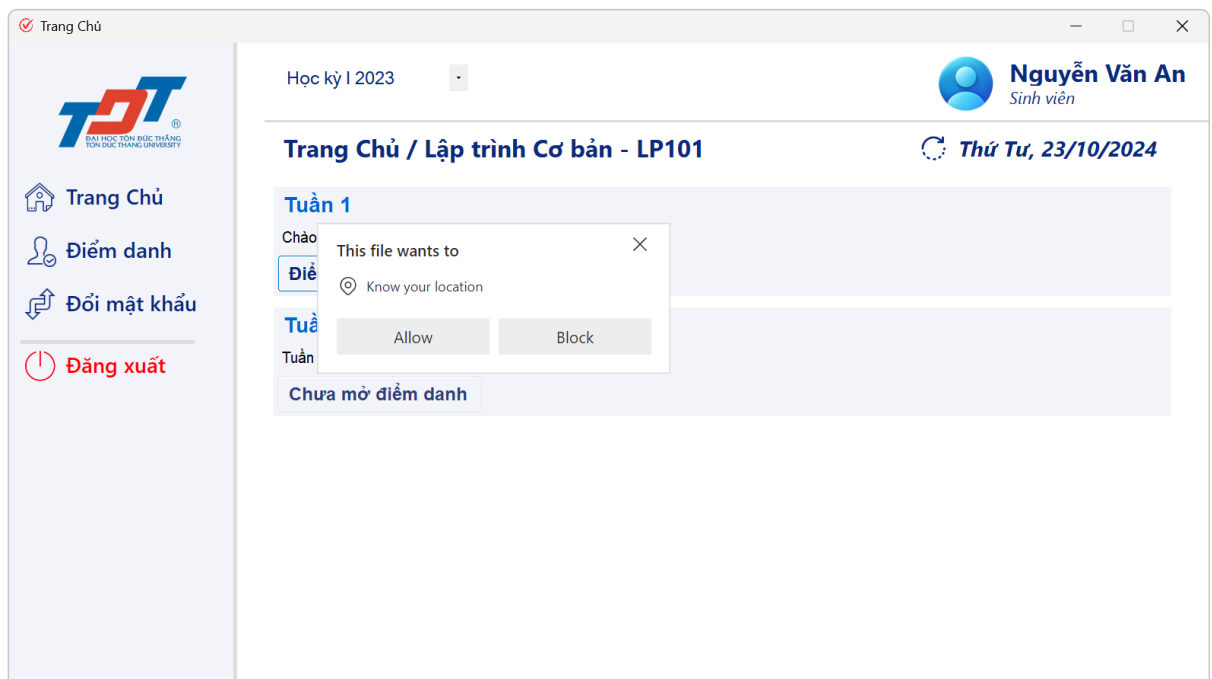 Trang Chủ
Học kỳ I 2023
Nguyễn Văn An
Sinh viên
®
ĐẠI HỌC TÔN ĐỨC THẮNG
TON DUC THANG UNIVERSITY
Trang Chủ / Lập trình Cơ bản - LP101
Thứ Tư, 23/10/2024
Trang Chủ
Điểm danh
Đổi mật khẩu
Đăng xuất
Tuần 1
Chào
This file wants to
Know your location
Allow
Block
Tuần
Chưa mở điểm danh